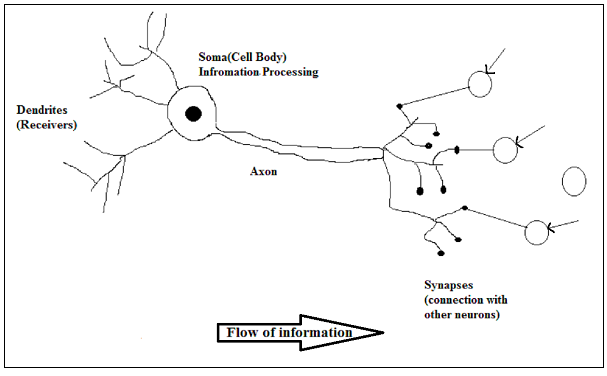 Soma(Cell Body)
Infromation Processing
Dendrites
(Receivers)
Axon
Synapses
(connection with
other neurons)
Flow of information